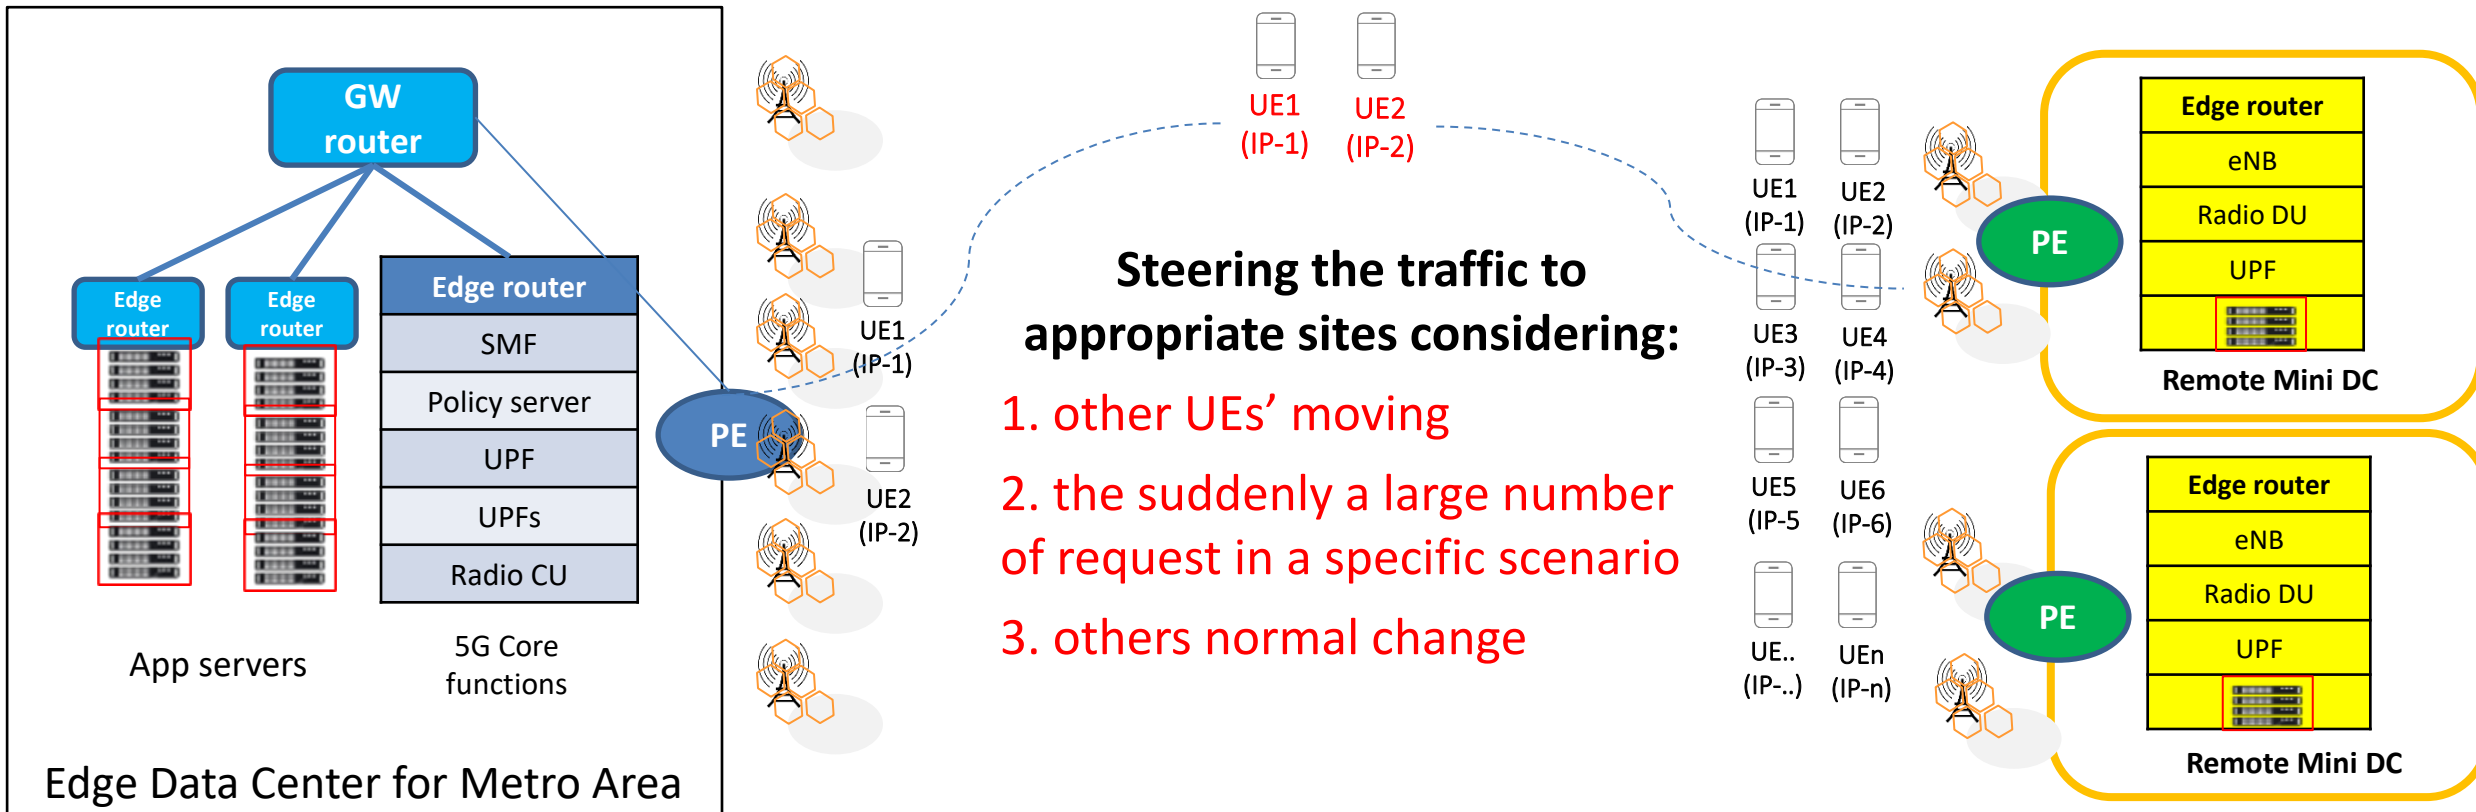 GW
router
Edge
router
Edge
router
Edge router
SMF
Policy server
UPF
UPFs
Radio CU
App servers
5G Core
functions
Edge Data Center for Metro Area
PE
UE1
(IP-1)
UE2
(IP-2)
UE1
(IP-1)
UE2
(IP-2)
Steering the traffic to
appropriate sites considering:
1. other UEs’ moving
2. the suddenly a large number
of request in a specific scenario
3. others normal change
UE1
(IP-1)
UE2
(IP-2)
UE3
(IP-3)
UE4
(IP-4)
UE5
(IP-5
UE6
(IP-6)
UE..
(IP-..)
UEn
(IP-n)
PE
Edge router
eNB
Radio DU
UPF
Remote Mini DC
PE
Edge router
eNB
Radio DU
UPF
Remote Mini DC